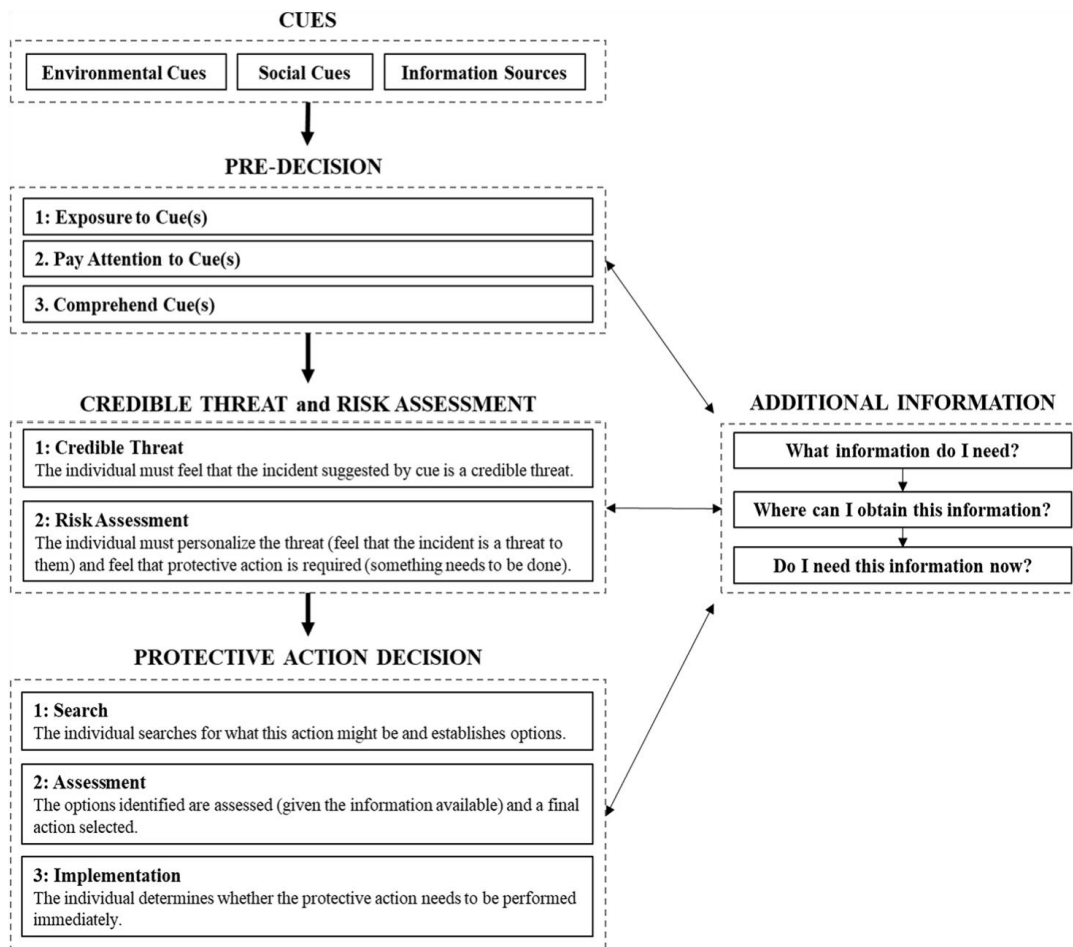 CUES
Environmental Cues
Social Cues
Information Sources
PRE-DECISION
1: Exposure to Cue(s)
2. Pay Attention to Cue(s)
3. Comprehend Cue(s)
CREDIBLE THREAT and RISK ASSESSMENT
1: Credible Threat
The individual must feel that the incident suggested by cue is a credible threat.
2: Risk Assessment
The individual must personalize the threat (feel that the incident is a threat to
them) and feel that protective action is required (something needs to be done).
PROTECTIVE ACTION DECISION
1: Search
The individual searches for what this action might be and establishes options.
2: Assessment
The options identified are assessed (given the information available) and a final
action selected.
3: Implementation
The individual determines whether the protective action needs to be performed
immediately.
ADDITIONAL INFORMATION
What information do I need?
Where can I obtain this information?
Do I need this information now?